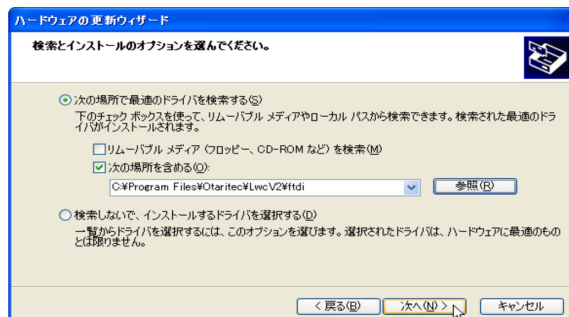 ハードウェアの更新ウィザード
検索とインストールのオプションを選んでください。
次の場所で最適のドライバを検索する(S)
下のチェック ボックスを使って、リムーバブル メディアやローカル パスから検索できます。検索された最適のドラ
イバがインストールされます。
リムーバブル メディア (フロッピー、CD-ROM など) を検索(M)
次の場所を含める(O):
C:¥Program Files¥Otaritec¥LwcV2¥ftdi
参照(R)
検索しないで、インストールするドライバを選択する(D)
一覧からドライバを選択するには、このオプションを選びます。選択されたドライバは、ハードウェアに最適のもの
とは限りません。
< 戻る(B) 次へ(N) > キャンセル